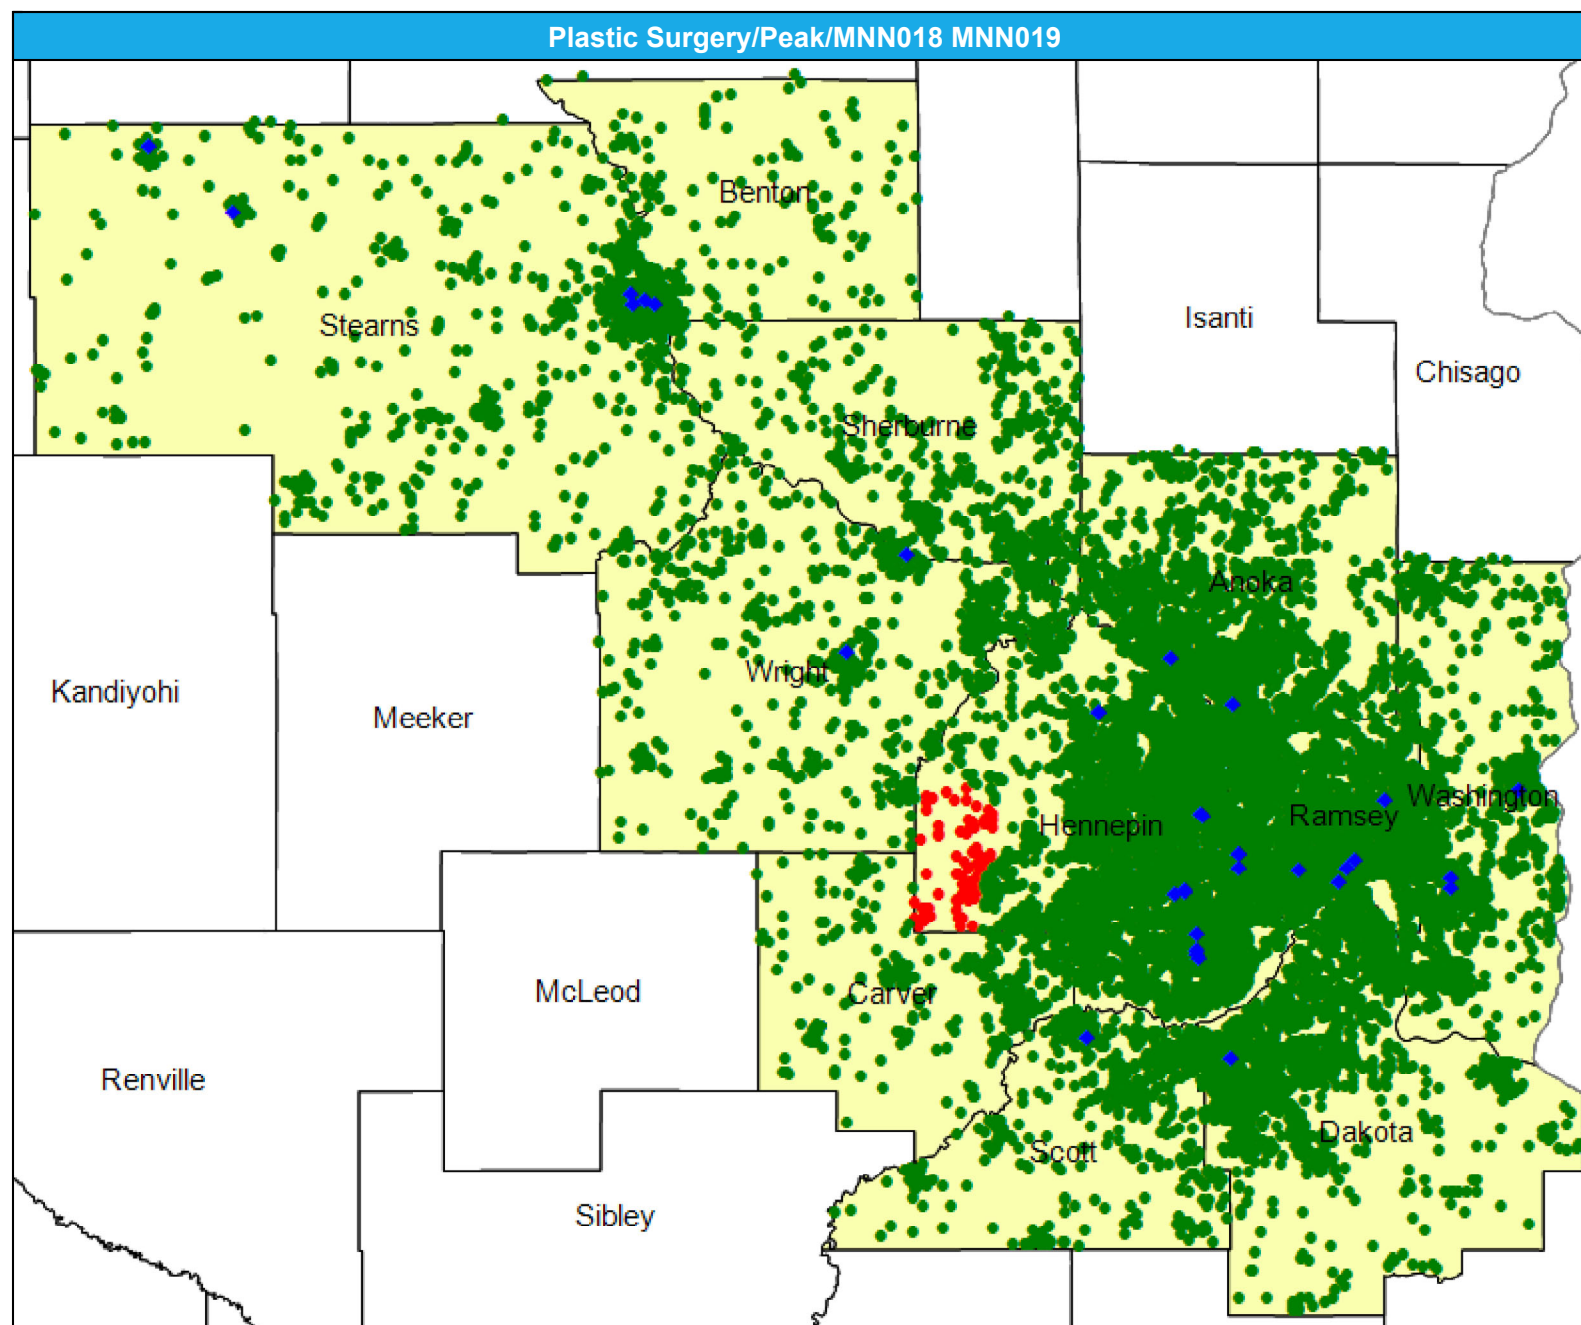 Plastic Surgery/Peak/MNN018 MNN019
Benton
Stearns
Isanti
Chisago
Sherburne
Anoka
Wright
Kandiyohi
Meeker
Washington
Ramsey
Hennepin
McLeod
Carver
Renville
Dakota
Scott
Sibley